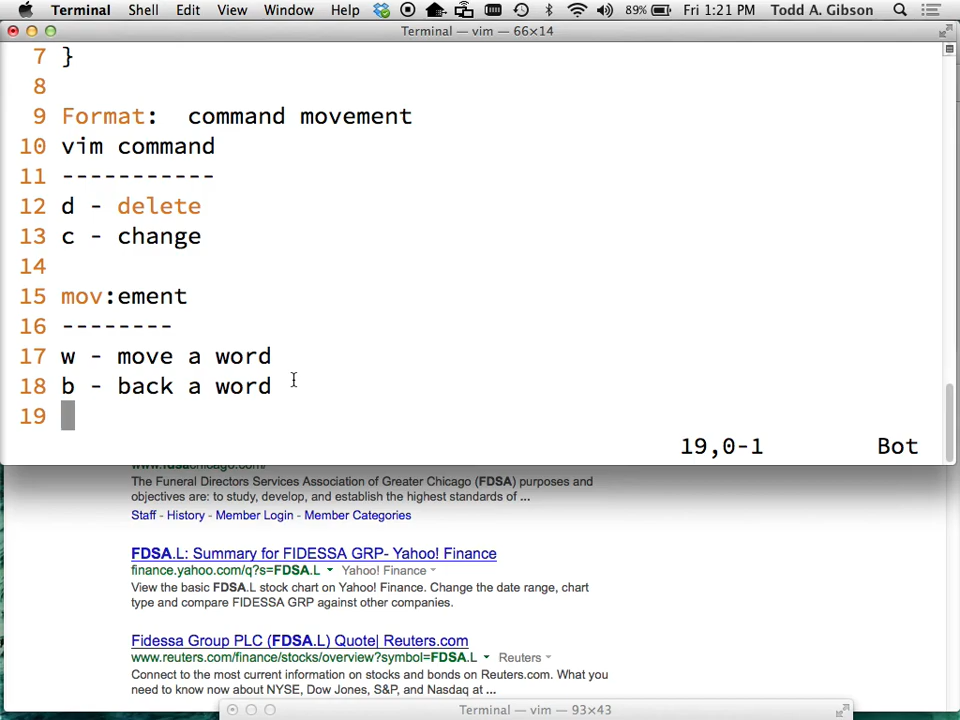 Terminal Shell Edit View Window Help 89% Fri 1:21 PM Todd A. Gibson
Terminal — vim — 66×14
7 }
8
9 Format:  command movement
10 vim command
11 -----------
12 d - delete
13 c - change
14
15 mov:ement
16 --------
17 w - move a word
18 b - back a word
19
19,0-1 Bot
www.fdsachicago.com/
The Funeral Directors Services Association of Greater Chicago (FDSA) purposes and
objectives are: to study, develop, and establish the highest standards of ...
Staff - History - Member Login - Member Categories
FDSA.L: Summary for FIDESSA GRP- Yahoo! Finance
finance.yahoo.com/q?s=FDSA.L Yahoo! Finance
View the basic FDSA.L stock chart on Yahoo! Finance. Change the date range, chart
type and compare FIDESSA GRP against other companies.
Fidessa Group PLC (FDSA.L) Quote| Reuters.com
www.reuters.com/finance/stocks/overview?symbol=FDSA.L Reuters
Connect to the most current information on stocks and bonds on Reuters.com. You
need to know now about NYSE, Dow Jones, S&P, and Nasdaq at ...
Terminal — vim — 93×43